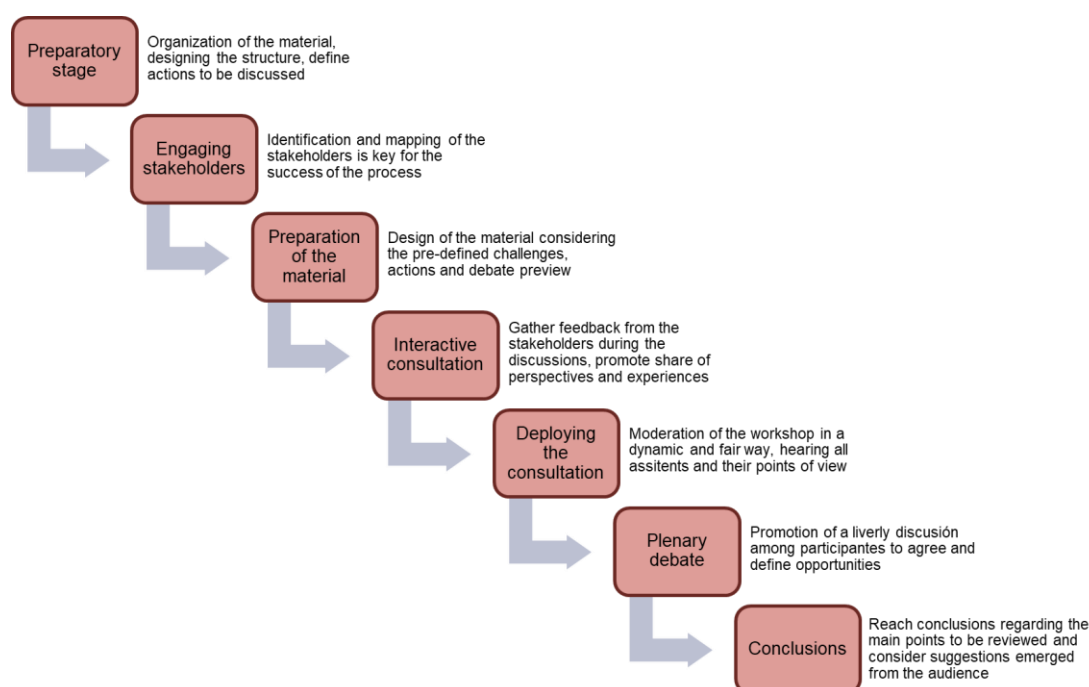 Preparatory
stage
Organization of the material,
designing the structure, define
actions to be discussed
Engaging
stakeholders
Identification and mapping of the
stakeholders is key for the
success of the process
Preparation
of the
material
Design of the material considering
the pre-defined challenges,
actions and debate preview
Interactive
consultation
Gather feedback from the
stakeholders during the
discussions, promote share of
perspectives and experiences
Deploying
the
consultation
Moderation of the workshop in a
dynamic and fair way, hearing all
assitents and their points of view
Plenary
debate
Promotion of a liverly discusión
among participantes to agree and
define opportunities
Conclusions
Reach conclusions regarding the
main points to be reviewed and
consider suggestions emerged
from the audience